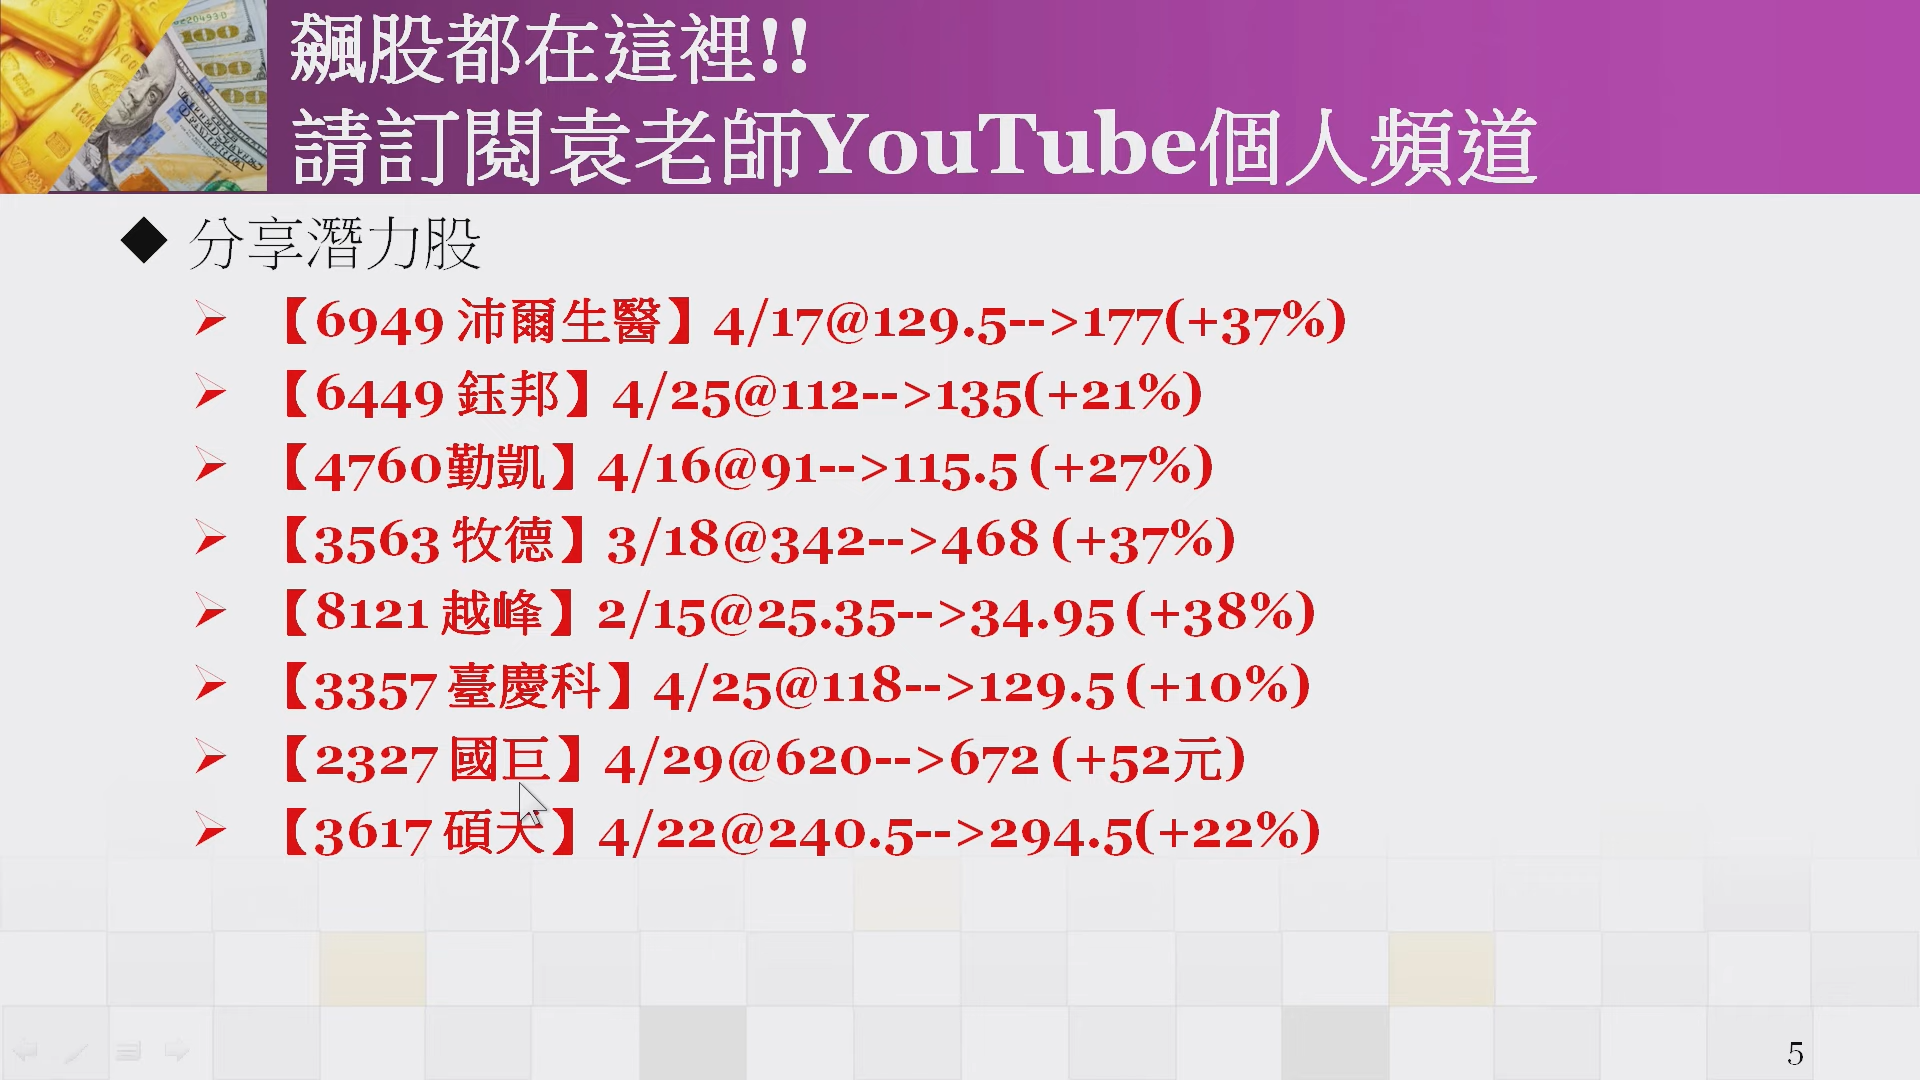 飆股都在這裡!!
請訂閱袁老師YouTube個人頻道
◆ 分享潛力股
➢ 【6949 沛爾生醫】4/17@129.5-->177(+37%)
➢ 【6449 鈺邦】4/25@112-->135(+21%)
➢ 【4760勤凱】4/16@91-->115.5 (+27%)
➢ 【3563 牧德】3/18@342-->468 (+37%)
➢ 【8121 越峰】2/15@25.35-->34.95 (+38%)
➢ 【3357 臺慶科】4/25@118-->129.5 (+10%)
➢ 【2327 國巨】4/29@620-->672 (+52元)
➢ 【3617 碩天】4/22@240.5-->294.5(+22%)
5